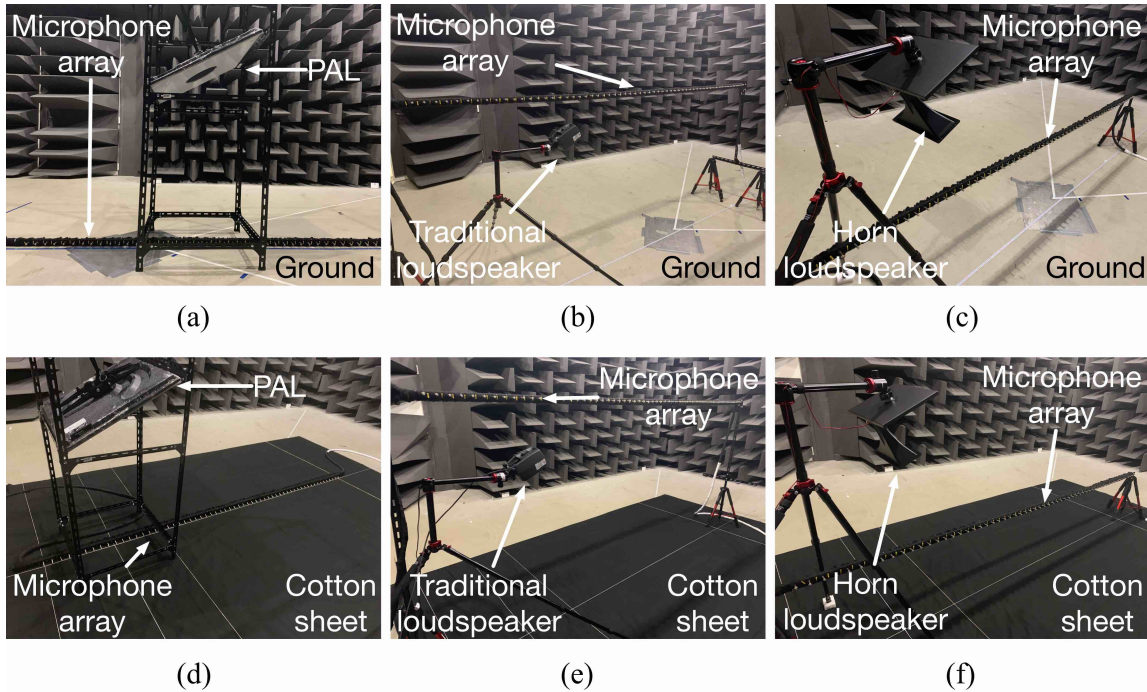 Microphone
array
PAL
Ground
(a)
Microphone
array
Traditional
loudspeaker
Ground
(b)
Microphone
array
Horn
loudspeaker
Ground
(c)
PAL
Microphone
array
Cotton
sheet
(d)
Microphone
array
Traditional
loudspeaker
Cotton
sheet
(e)
Microphone
array
Horn
loudspeaker
Cotton
sheet
(f)